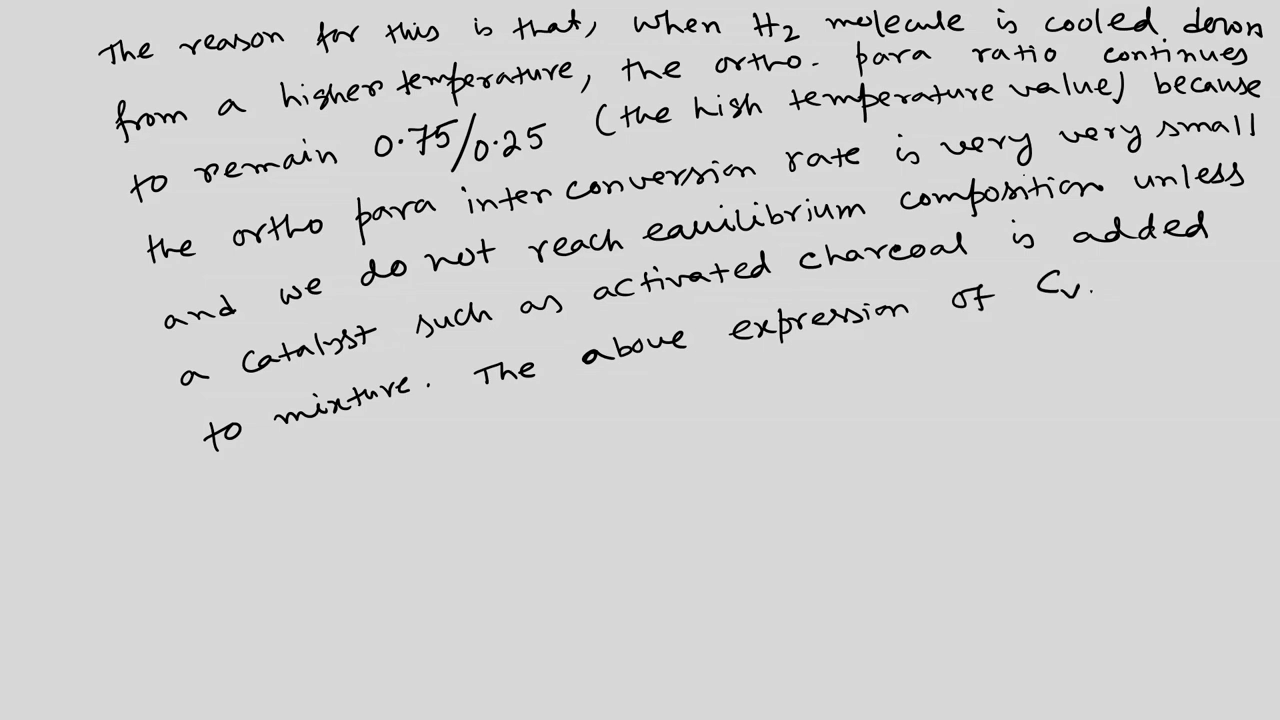 The reason for this is that, when H₂ molecule is cooled down
from a higher temperature, the ortho-para ratio continues
to remain 0.75/0.25 (the high temperature value) because
the ortho para inter conversion rate is very very small
and we do not reach equilibrium composition unless
a catalyst such as activated charcoal is added
to mixture. The above expression of Cᵥ.